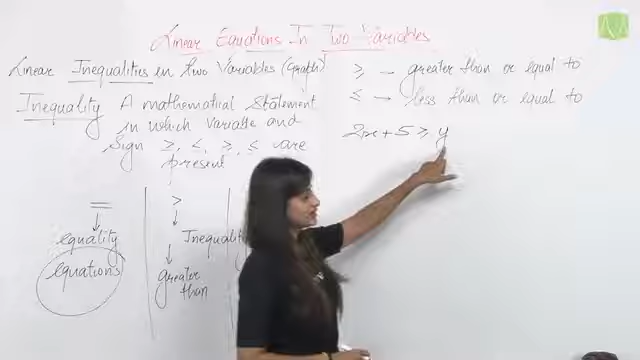 Linear Equations In Two Variables
Linear Inequalities in two Variables (Graph)
Inequality A mathematical Statement
in which variable and
Sign >, <, ≥, ≤ are
present
=
equality
equations
>
Inequalit
greater
than
≥ - greater than or equal to
≤ - less than or equal to
2x + 5 ≥ y